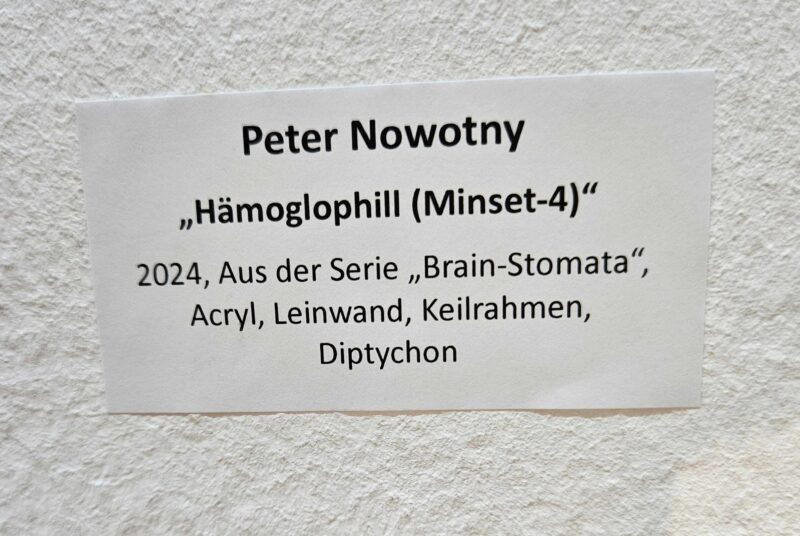 Peter Nowotny
„Hämoglophill (Minset-4)“
2024, Aus der Serie „Brain-Stomata“,
Acryl, Leinwand, Keilrahmen,
Diptychon